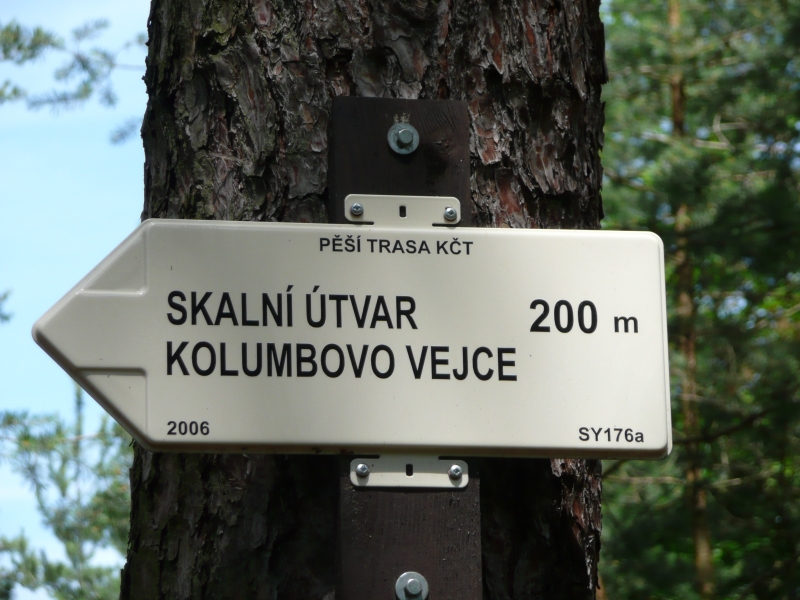 PĚŠÍ TRASA KČT
SKALNÍ ÚTVAR 200 m
KOLUMBOVO VEJCE
2006 SY176a